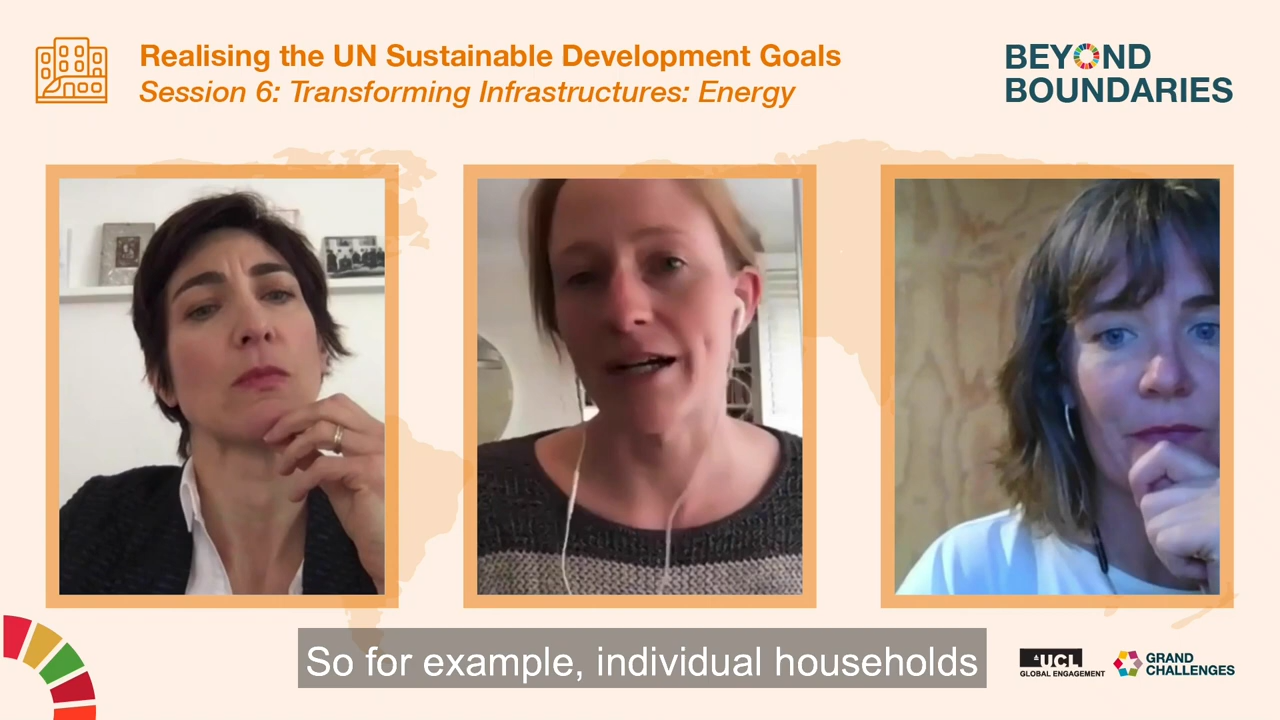 Realising the UN Sustainable Development Goals
Session 6: Transforming Infrastructures: Energy
BEYOND
BOUNDARIES
So for example, individual households
UCL
GLOBAL ENGAGEMENT
GRAND
CHALLENGES